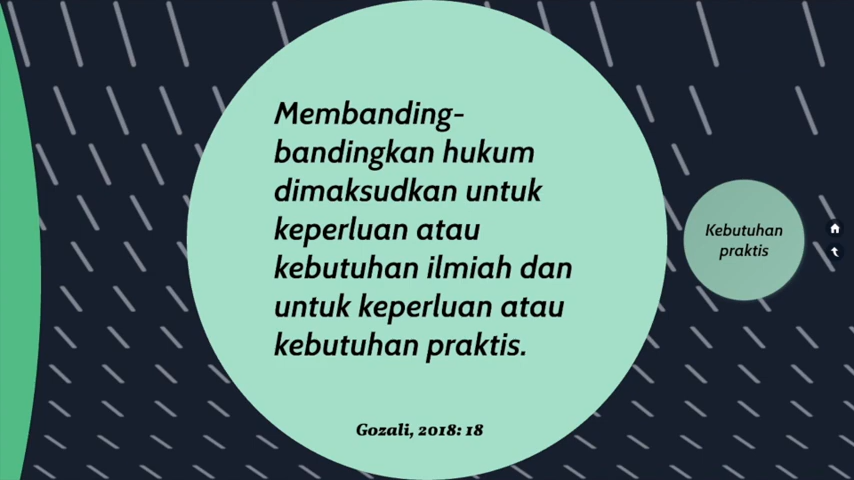 Membanding-
bandingkan hukum
dimaksudkan untuk
keperluan atau
kebutuhan ilmiah dan
untuk keperluan atau
kebutuhan praktis.
Gozali, 2018: 18
Kebutuhan
praktis